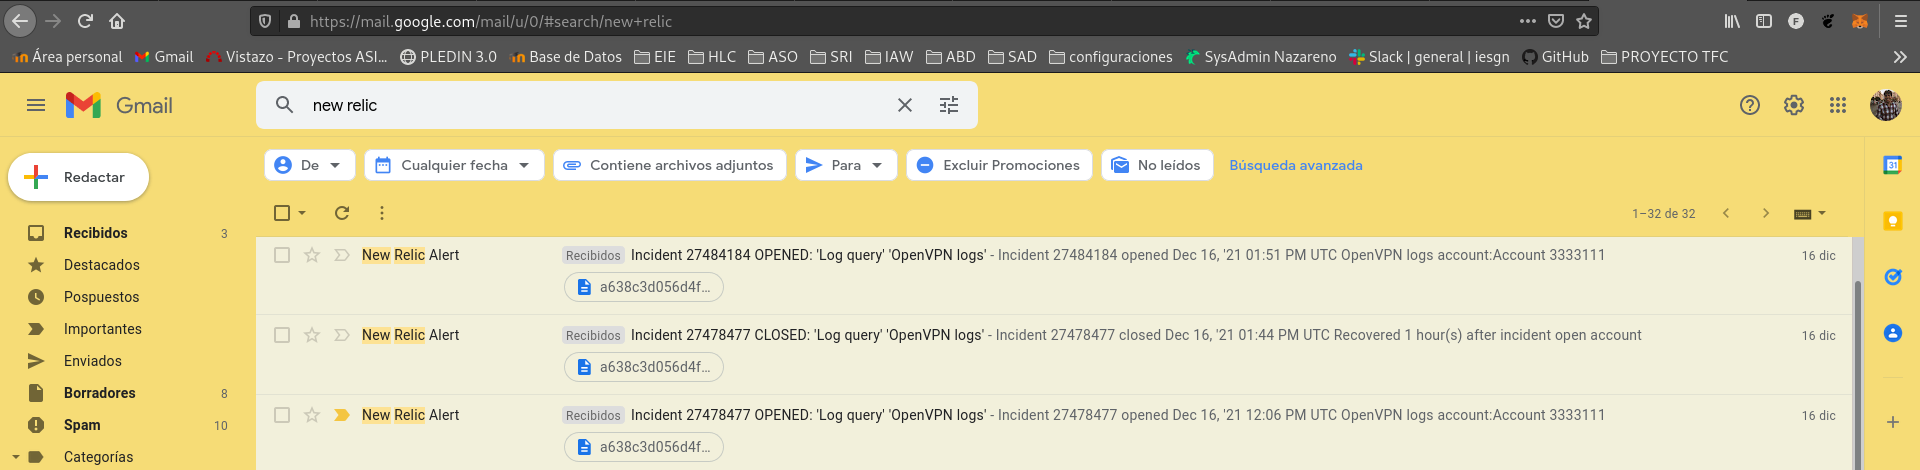 https://mail.google.com/mail/u/0/#search/new+relic
Área personal Gmail Vistazo - Proyectos ASI... PLEDIN 3.0 Base de Datos EIE HLC ASO SRI IAW ABD SAD configuraciones SysAdmin Nazareno Slack | general | iesgn GitHub PROYECTO TFC
Gmail
new relic
Redactar
De Cualquier fecha Contiene archivos adjuntos Para Excluir Promociones No leídos Búsqueda avanzada
1–32 de 32
Recibidos 3
Destacados
Pospuestos
Importantes
Enviados
Borradores 8
Spam 10
Categorías
New Relic Alert Recibidos Incident 27484184 OPENED: 'Log query' 'OpenVPN logs' - Incident 27484184 opened Dec 16, '21 01:51 PM UTC OpenVPN logs account:Account 3333111 16 dic
a638c3d056d4f...
New Relic Alert Recibidos Incident 27478477 CLOSED: 'Log query' 'OpenVPN logs' - Incident 27478477 closed Dec 16, '21 01:44 PM UTC Recovered 1 hour(s) after incident open account 16 dic
a638c3d056d4f...
New Relic Alert Recibidos Incident 27478477 OPENED: 'Log query' 'OpenVPN logs' - Incident 27478477 opened Dec 16, '21 12:06 PM UTC OpenVPN logs account:Account 3333111 16 dic
a638c3d056d4f...
31